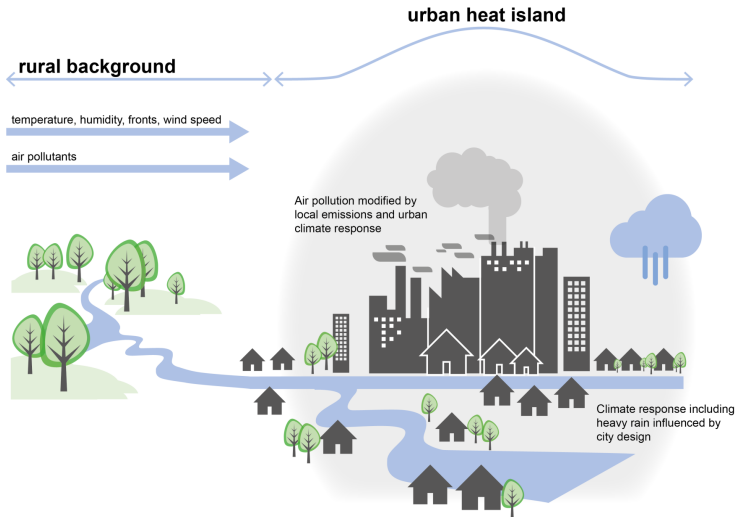 urban heat island
rural background
temperature, humidity, fronts, wind speed
air pollutants
Air pollution modified by
local emissions and urban
climate response
Climate response including
heavy rain influenced by
city design